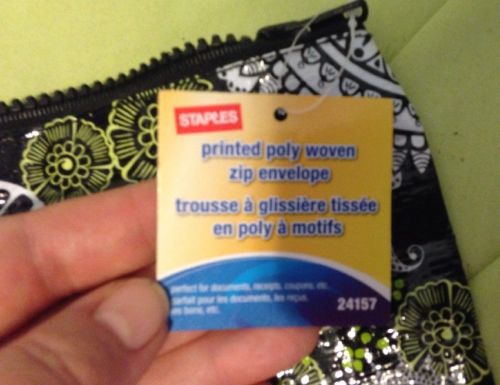 STAPLES
printed poly woven
zip envelope
trousse à glissière tissée
en poly à motifs
perfect for documents, receipts, coupons, etc.
parfait pour les documents, les reçus,
bons, etc.
24157